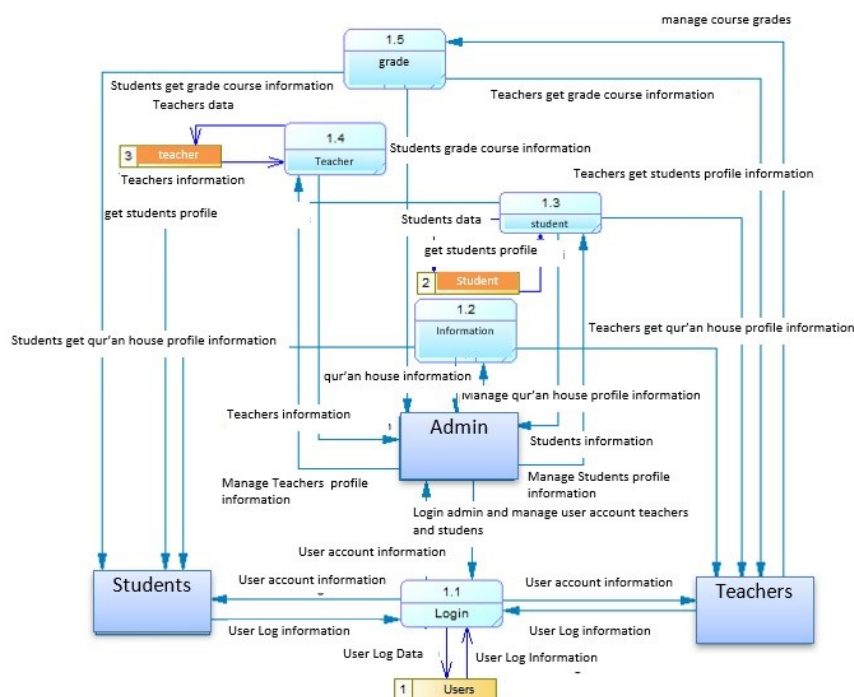 manage course grades
1.5
grade
Students get grade course information
Teachers get grade course information
Teachers data
1.4
Teacher
3 teacher
Students grade course information
Teachers information
Teachers get students profile information
get students profile
1.3
student
Students data
get students profile
2 Student
1.2
Information
Students get qur'an house profile information
Teachers get qur'an house profile information
qur'an house information
Manage qur'an house profile information
Teachers information
Admin
Students information
Manage Teachers profile
information
Manage Students profile
information
Login admin and manage user account teachers
and studens
User account information
Students
User account information
1.1
Login
User account information
Teachers
User Log information
User Log information
User Log Data
User Log Information
1 Users